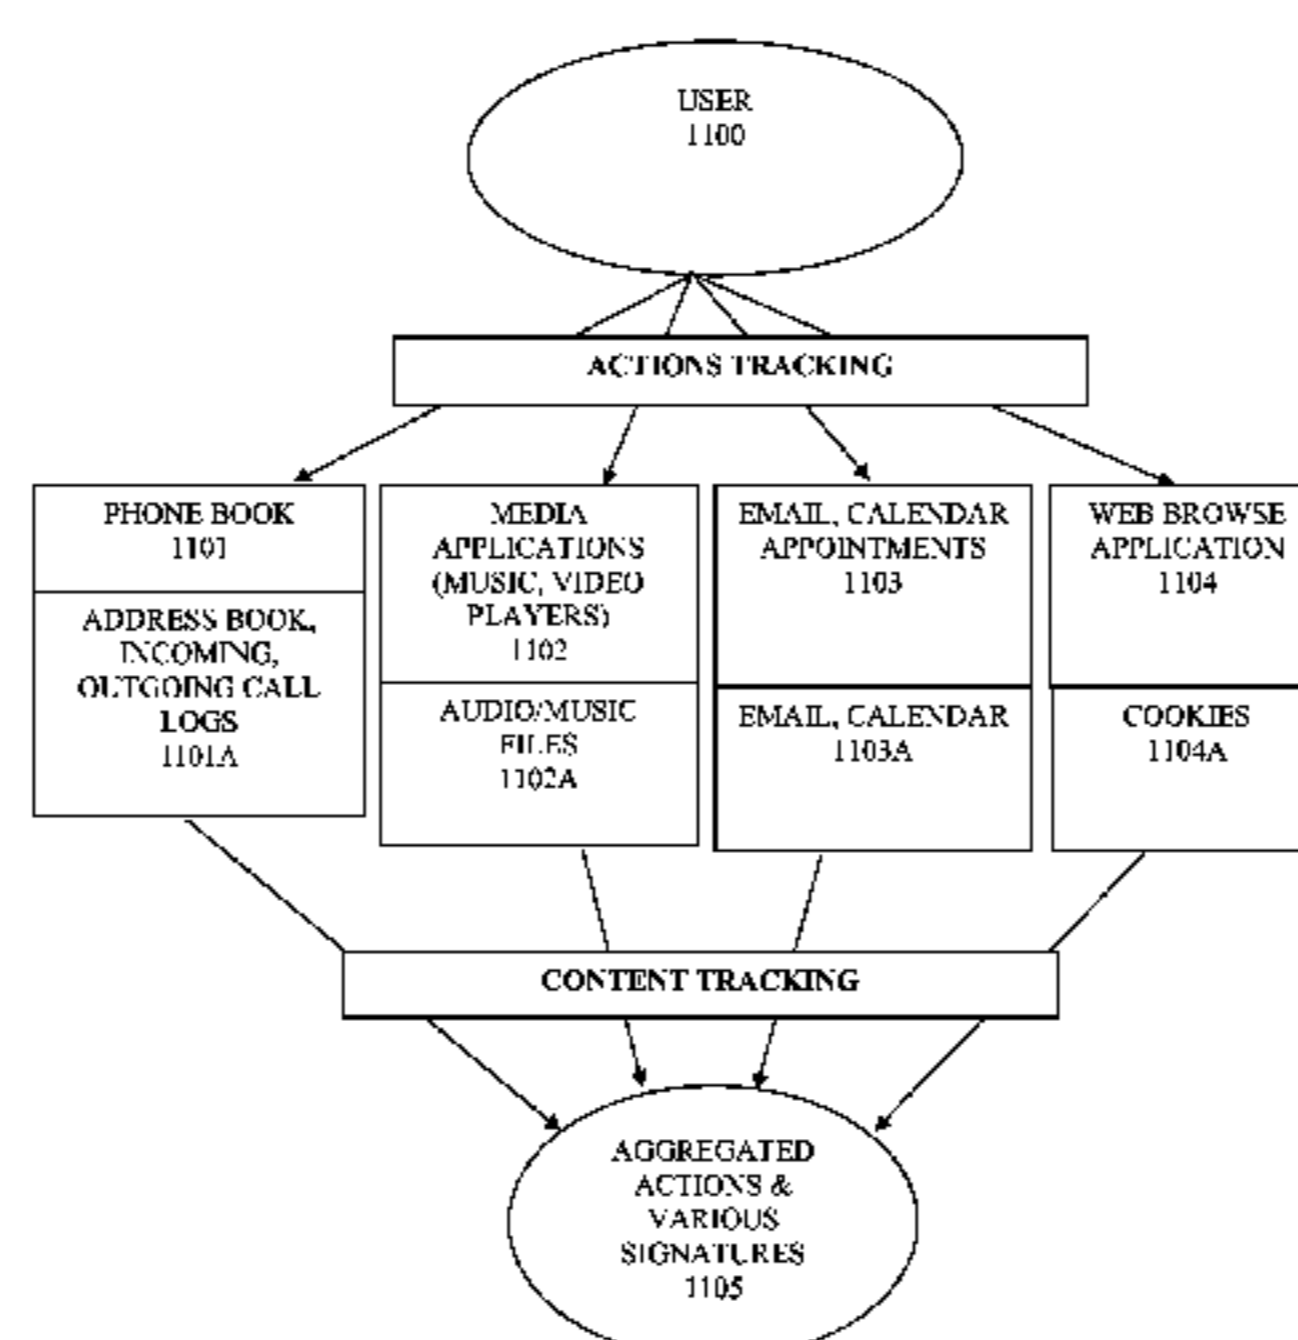 USER
1100
ACTIONS TRACKING
PHONE BOOK
1101
ADDRESS BOOK,
INCOMING,
OUTGOING CALL
LOGS
1101A
MEDIA
APPLICATIONS
(MUSIC, VIDEO
PLAYERS)
1102
AUDIO/MUSIC
FILES
1102A
EMAIL, CALENDAR
APPOINTMENTS
1103
EMAIL, CALENDAR
1103A
WEB BROWSE
APPLICATION
1104
COOKIES
1104A
CONTENT TRACKING
AGGREGATED
ACTIONS &
VARIOUS
SIGNATURES
1105